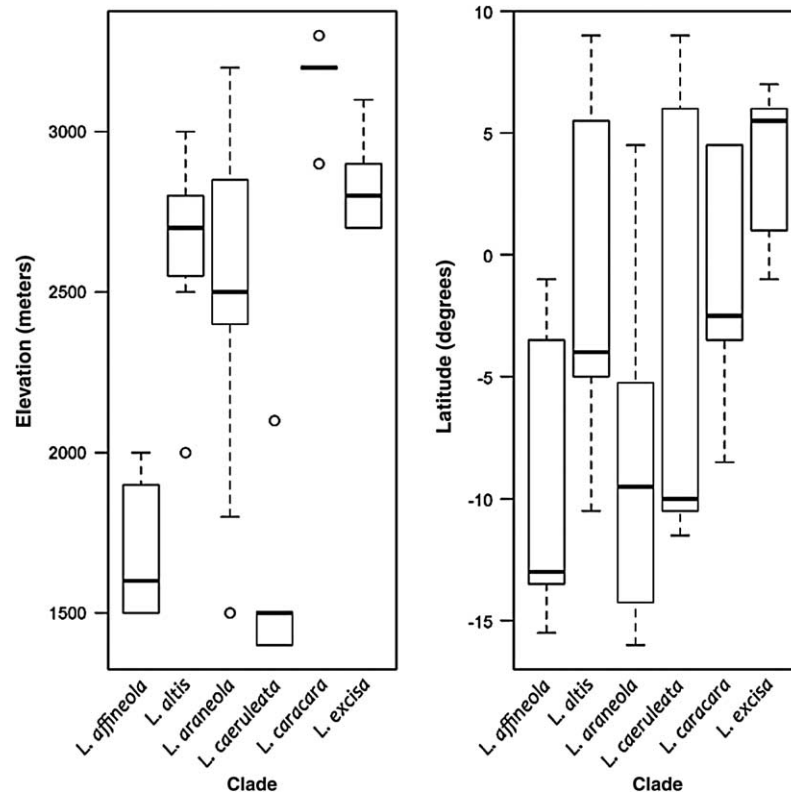 Elevation (meters)
3000
2500
2000
1500
L. affineola
L. altis
L. araneola
L. caeruleata
L. caracara
L. excisa
Clade
Latitude (degrees)
10
5
0
-5
-10
-15
L. affineola
L. altis
L. araneola
L. caeruleata
L. caracara
L. excisa
Clade